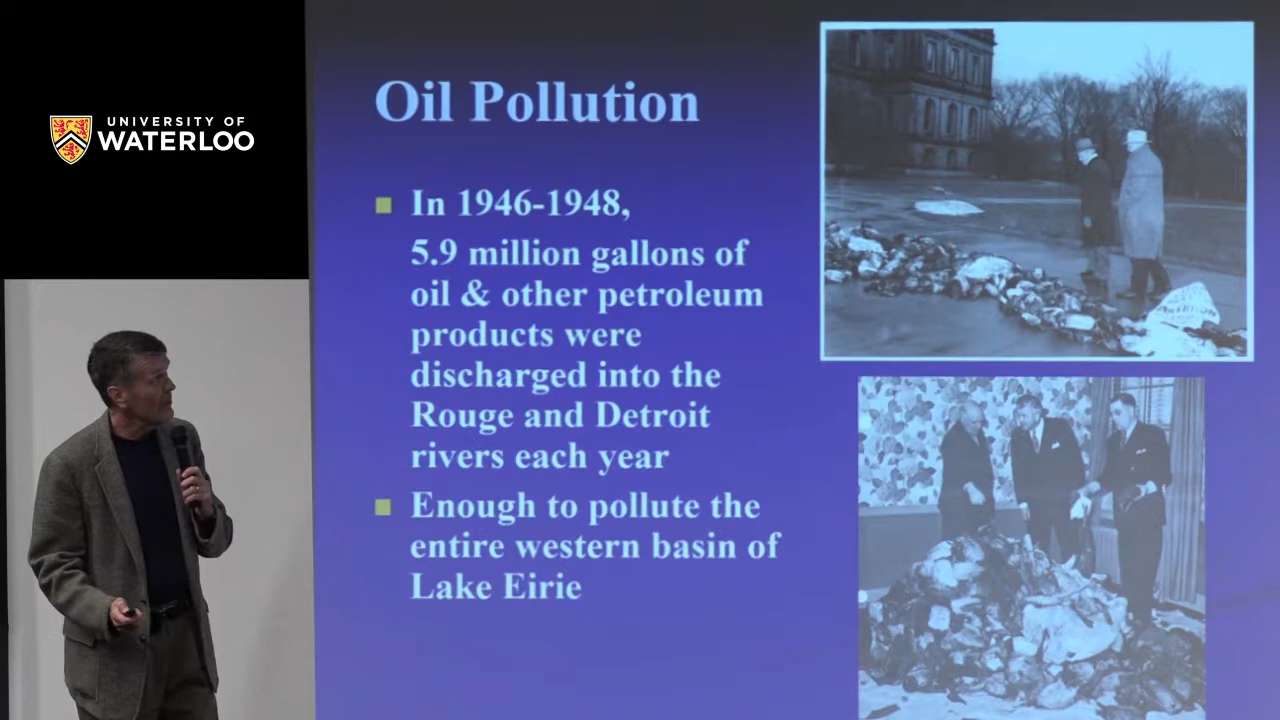 UNIVERSITY OF
WATERLOO
Oil Pollution
In 1946-1948,
5.9 million gallons of
oil & other petroleum
products were
discharged into the
Rouge and Detroit
rivers each year
Enough to pollute the
entire western basin of
Lake Eirie